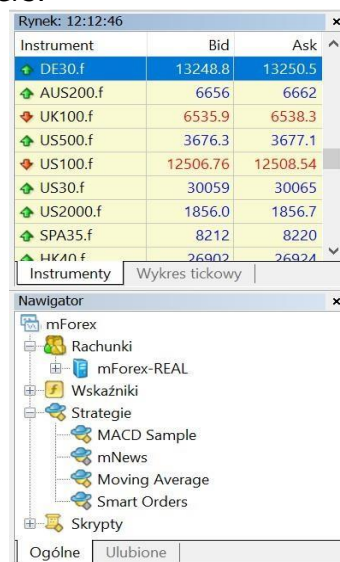 Rynek: 12:12:46
Instrument Bid Ask
DE30.f 13248.8 13250.5
AUS200.f 6656 6662
UK100.f 6535.9 6538.3
US500.f 3676.3 3677.1
US100.f 12506.76 12508.54
US30.f 30059 30065
US2000.f 1856.0 1856.7
SPA35.f 8212 8220
HK40.f 26902 26924
Instrumenty Wykres tickowy
Nawigator
mForex
Rachunki
mForex-REAL
Wskaźniki
Strategie
MACD Sample
mNews
Moving Average
Smart Orders
Skrypty
Ogólne Ulubione